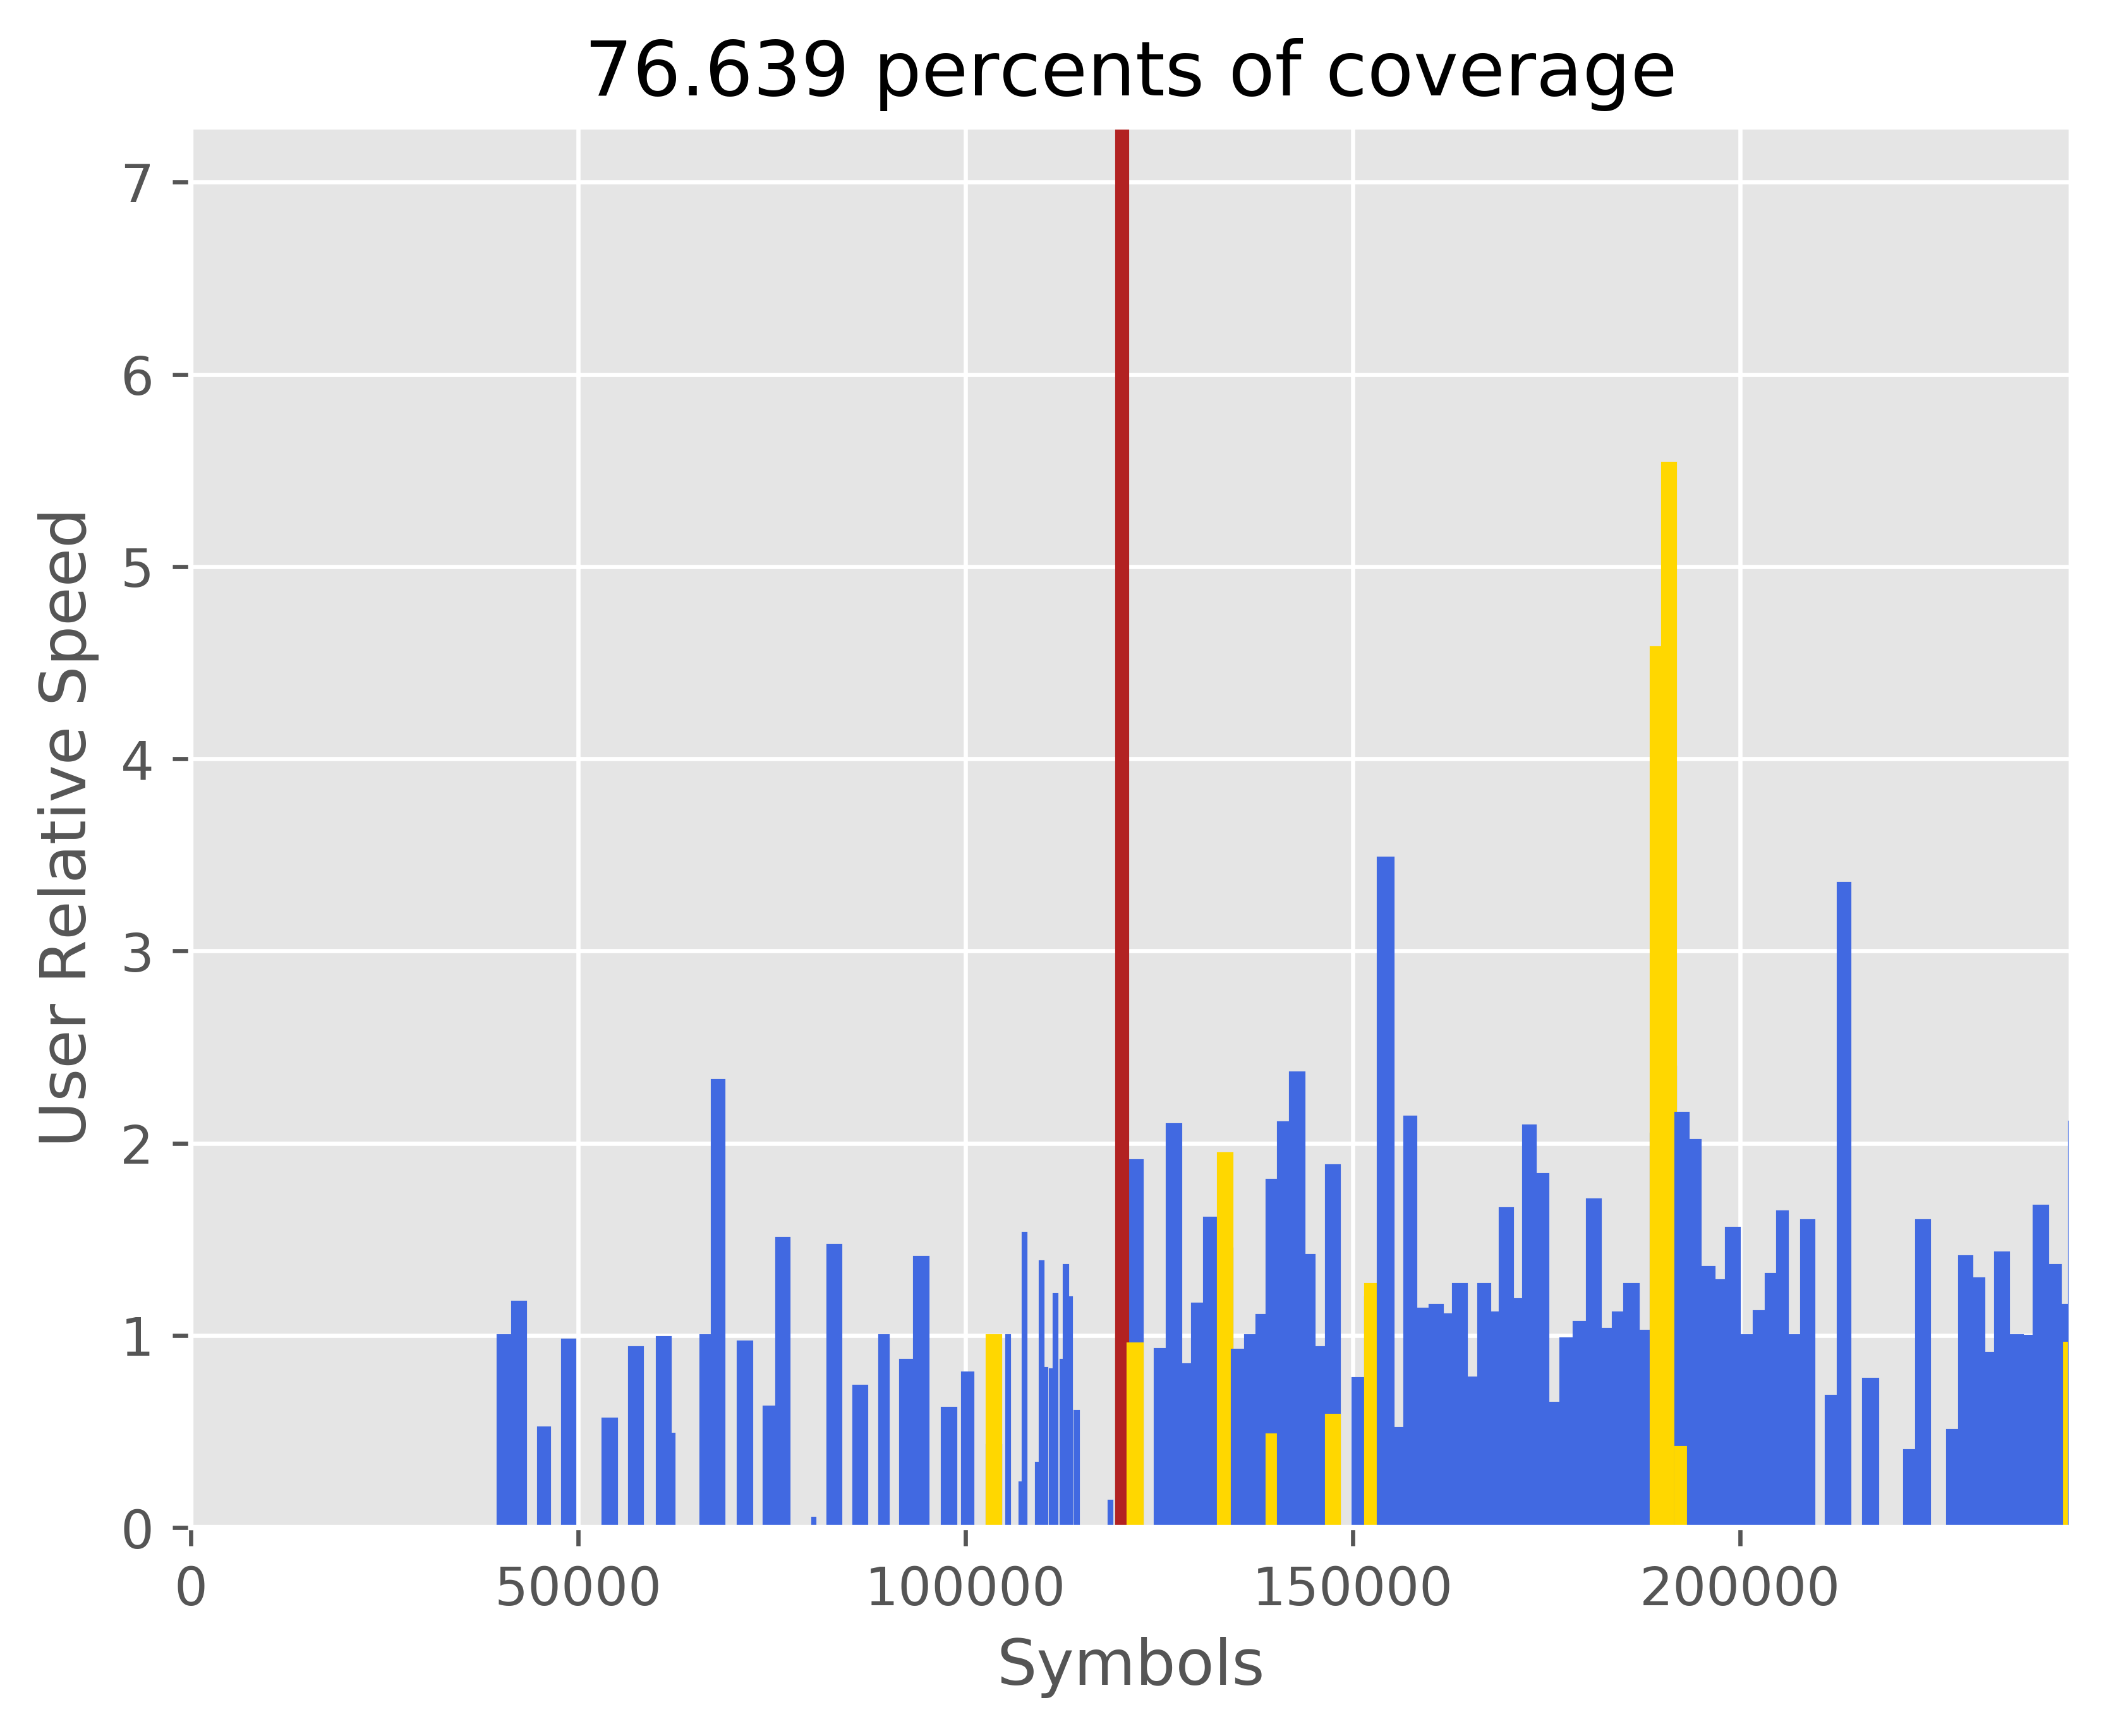 76.639 percents of coverage
User Relative Speed
7
6
5
4
3
2
1
0
0 50000 100000 150000 200000
Symbols